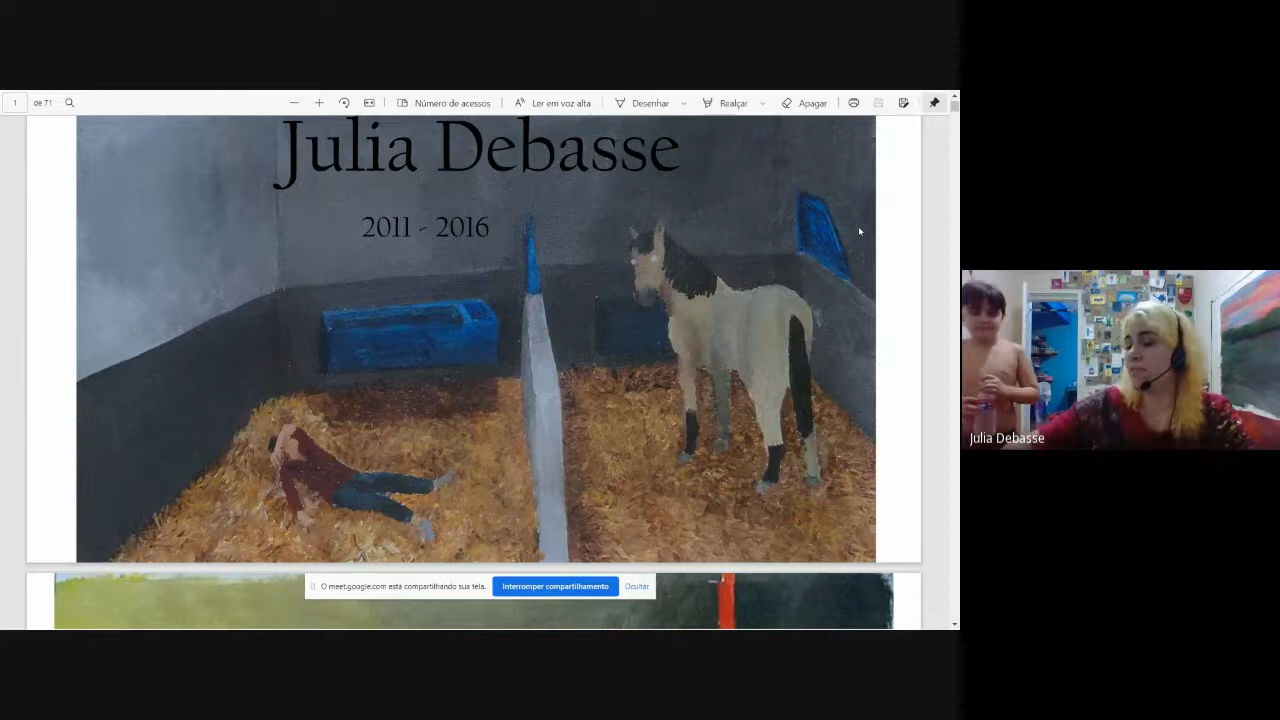 1 de 71 Número de acessos Ler em voz alta Desenhar Realçar Apagar
Julia Debasse
2011 - 2016
Julia Debasse
O meet.google.com está compartilhando sua tela. Interromper compartilhamento Ocultar